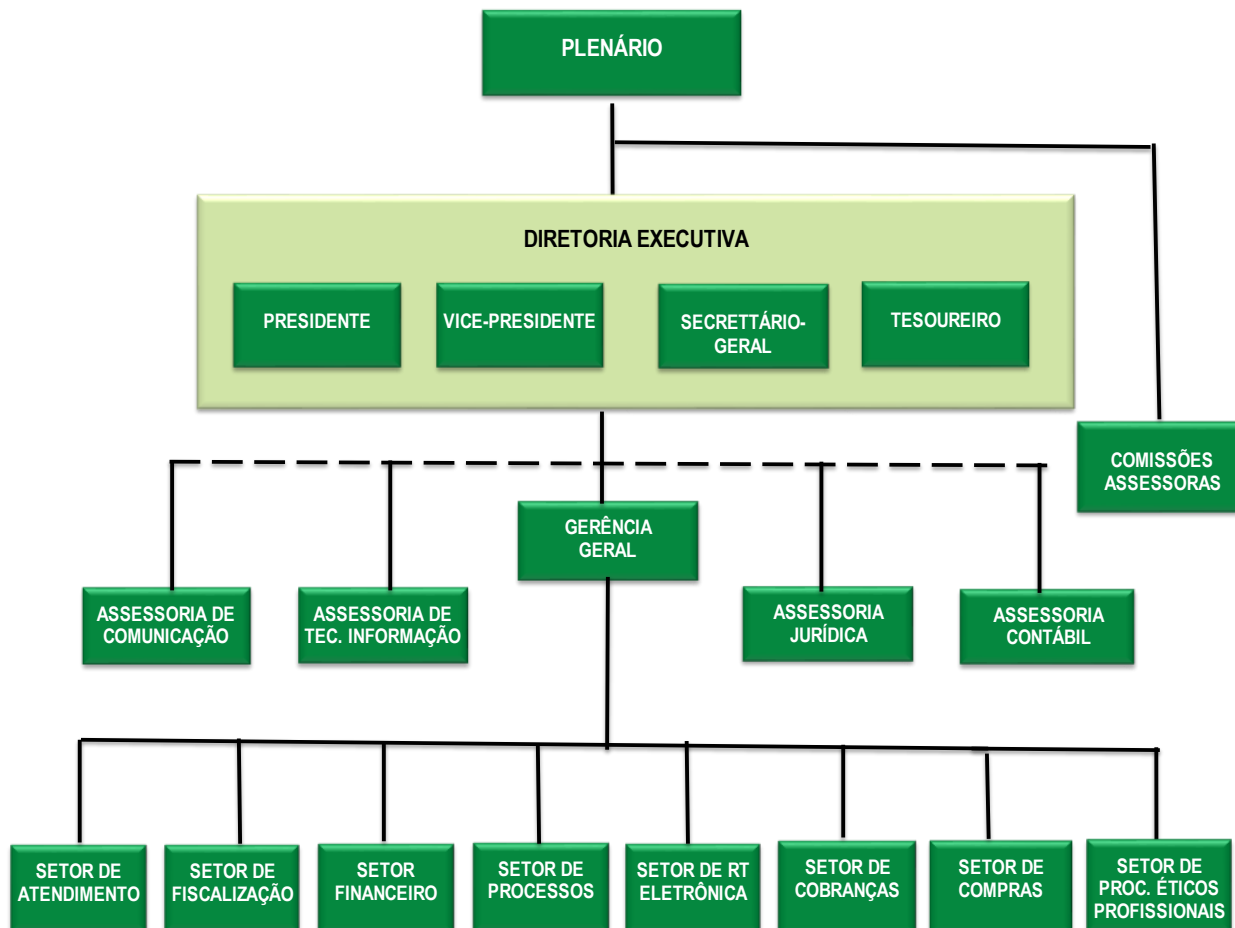 PLENÁRIO
DIRETORIA EXECUTIVA
PRESIDENTE
VICE-PRESIDENTE
SECRETTÁRIO-
GERAL
TESOUREIRO
COMISSÕES
ASSESSORAS
GERÊNCIA
GERAL
ASSESSORIA DE
COMUNICAÇÃO
ASSESSORIA DE
TEC. INFORMAÇÃO
ASSESSORIA
JURÍDICA
ASSESSORIA
CONTÁBIL
SETOR DE
ATENDIMENTO
SETOR DE
FISCALIZAÇÃO
SETOR
FINANCEIRO
SETOR DE
PROCESSOS
SETOR DE RT
ELETRÔNICA
SETOR DE
COBRANÇAS
SETOR DE
COMPRAS
SETOR DE
PROC. ÉTICOS
PROFISSIONAIS